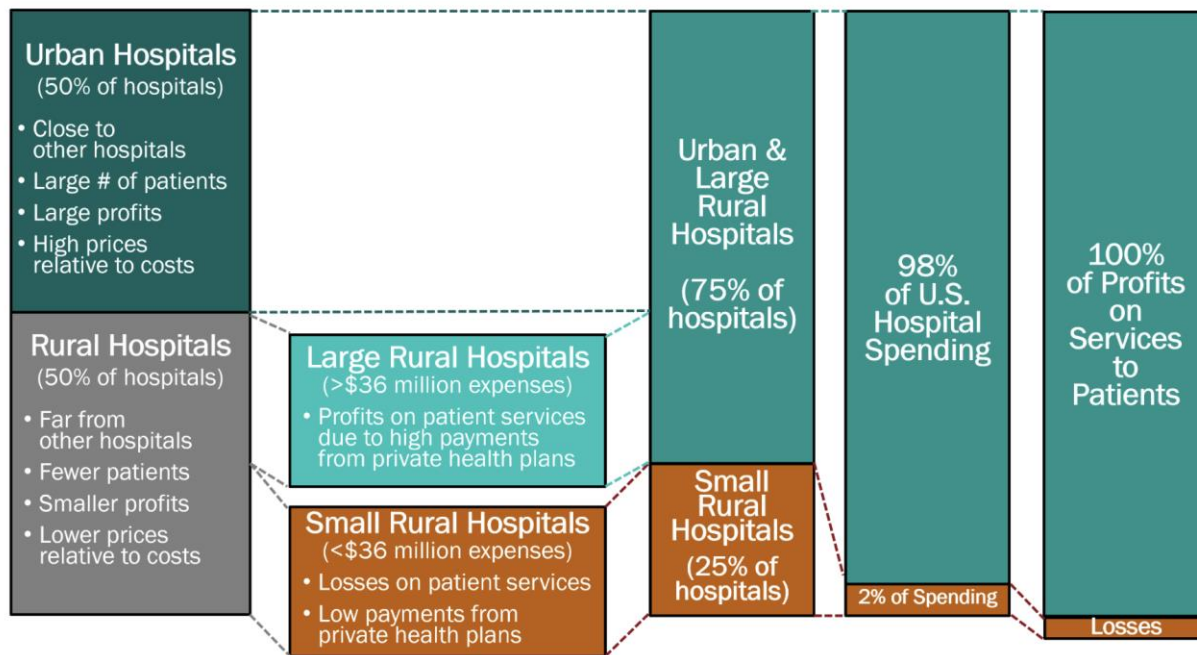 Urban Hospitals
(50% of hospitals)
• Close to
other hospitals
• Large # of patients
• Large profits
• High prices
relative to costs
Rural Hospitals
(50% of hospitals)
• Far from
other hospitals
• Fewer patients
• Smaller profits
• Lower prices
relative to costs
Large Rural Hospitals
(>$36 million expenses)
• Profits on patient services
due to high payments
from private health plans
Small Rural Hospitals
(<$36 million expenses)
• Losses on patient services
• Low payments from
private health plans
Urban &
Large
Rural
Hospitals
(75% of
hospitals)
Small
Rural
Hospitals
(25% of
hospitals)
98%
of U.S.
Hospital
Spending
2% of Spending
100%
of Profits
on
Services
to
Patients
Losses